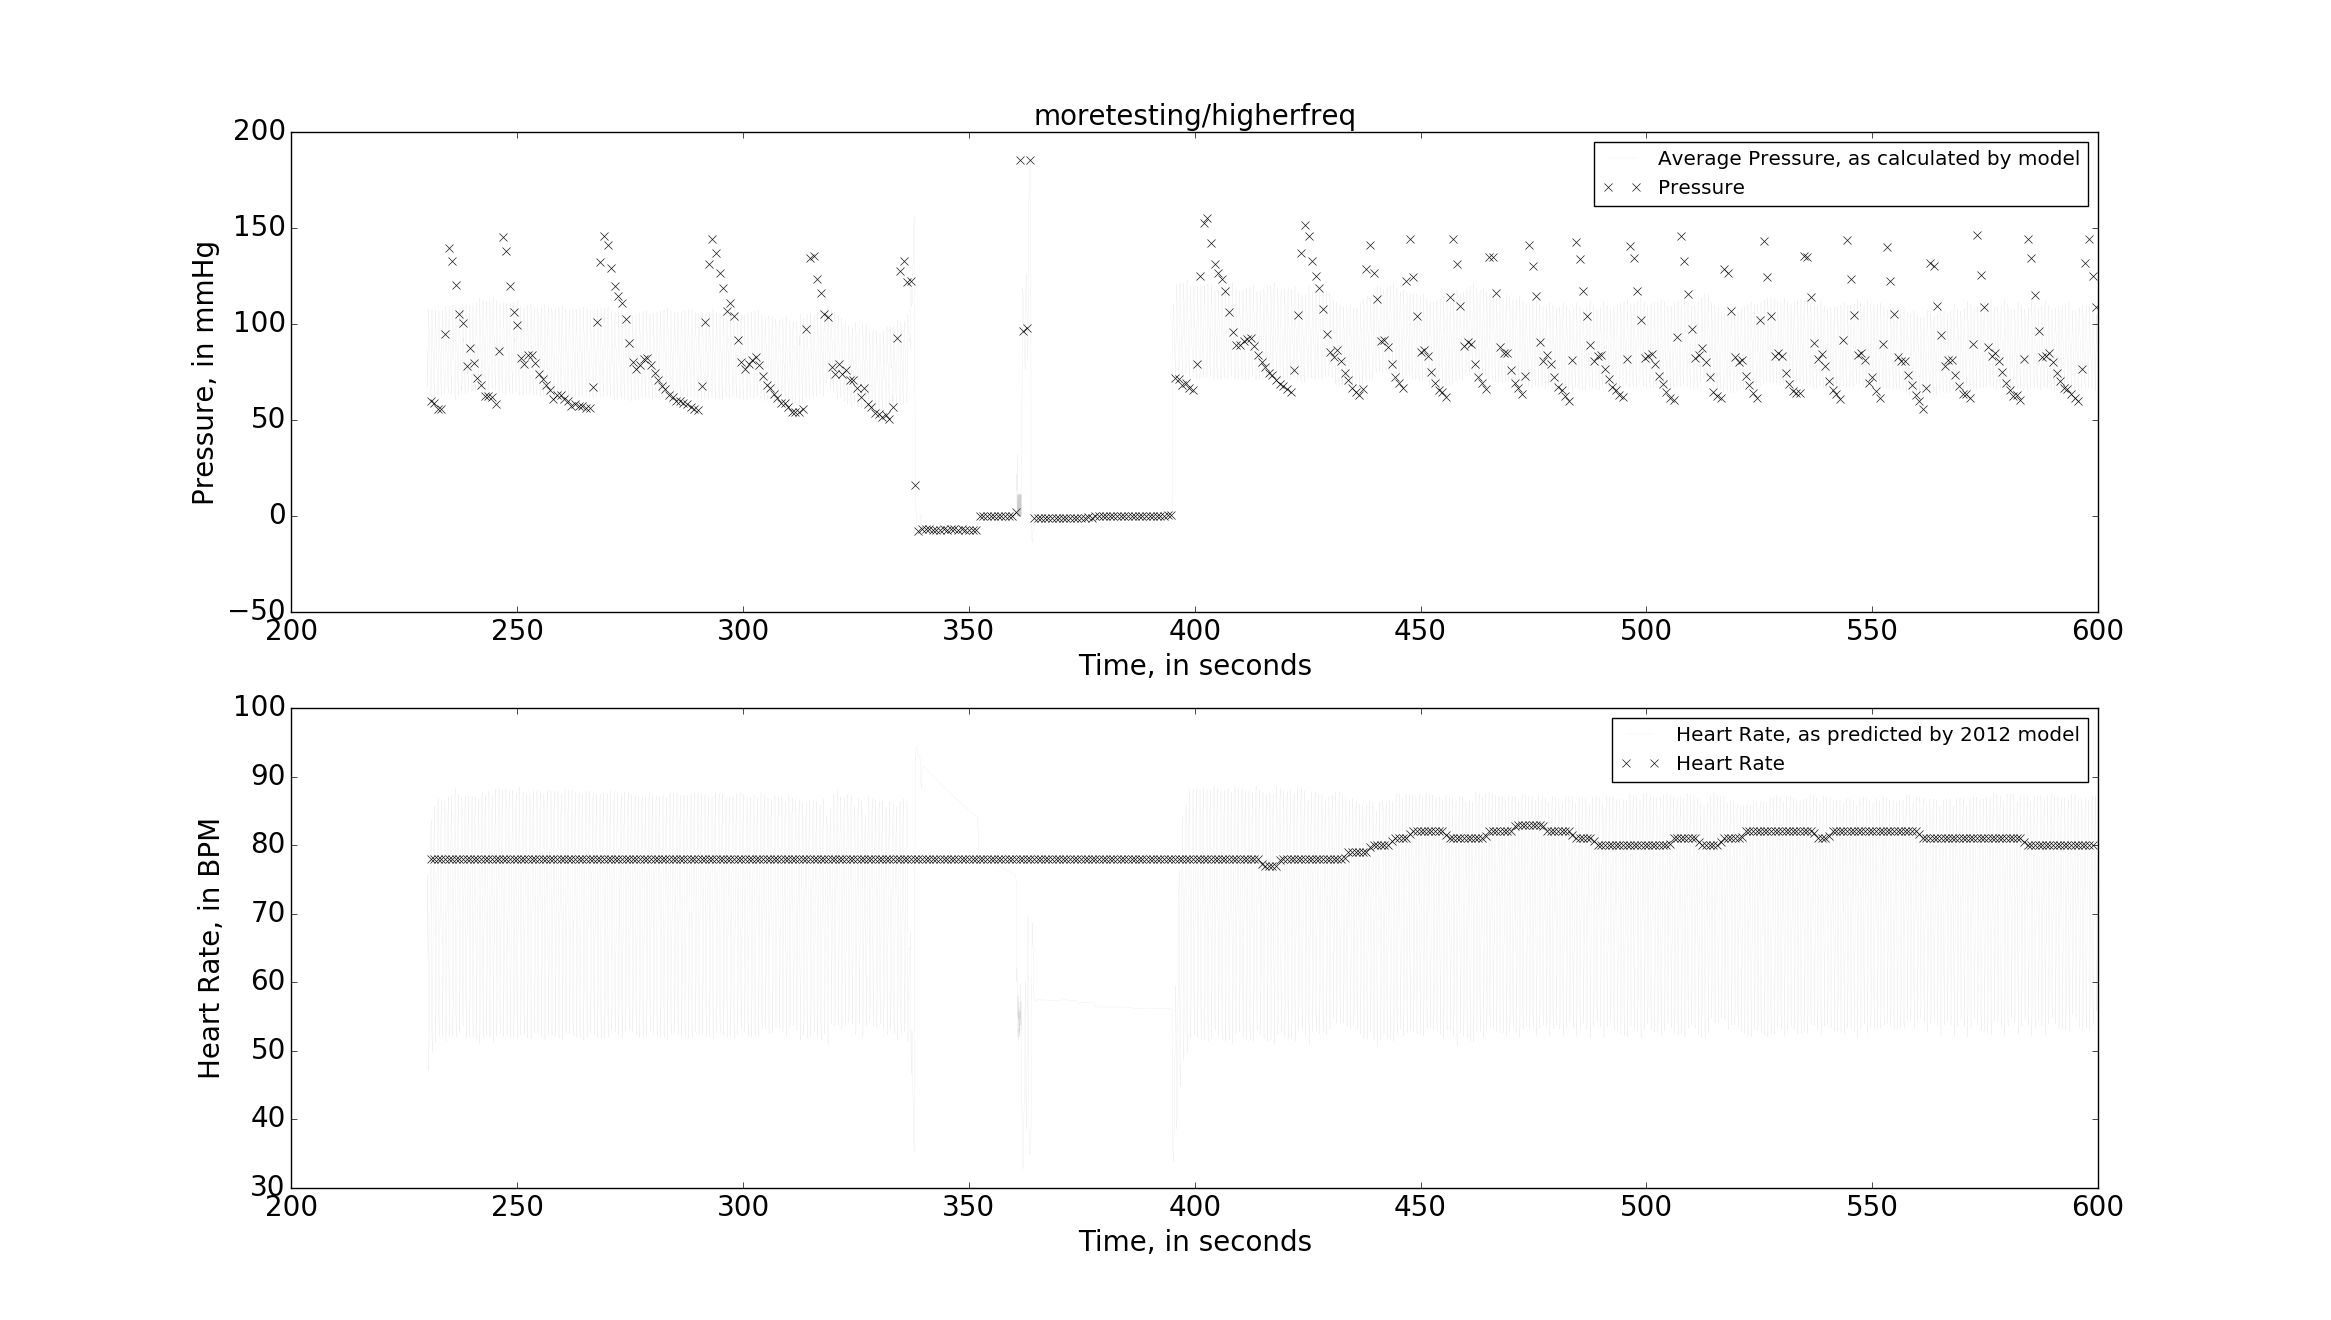 moretesting/higherfreq
200
150
100
50
0
−50
Pressure, in mmHg
Average Pressure, as calculated by model
Pressure
200 250 300 350 400 450 500 550 600
Time, in seconds
100
90
80
70
60
50
40
30
Heart Rate, in BPM
Heart Rate, as predicted by 2012 model
Heart Rate
200 250 300 350 400 450 500 550 600
Time, in seconds